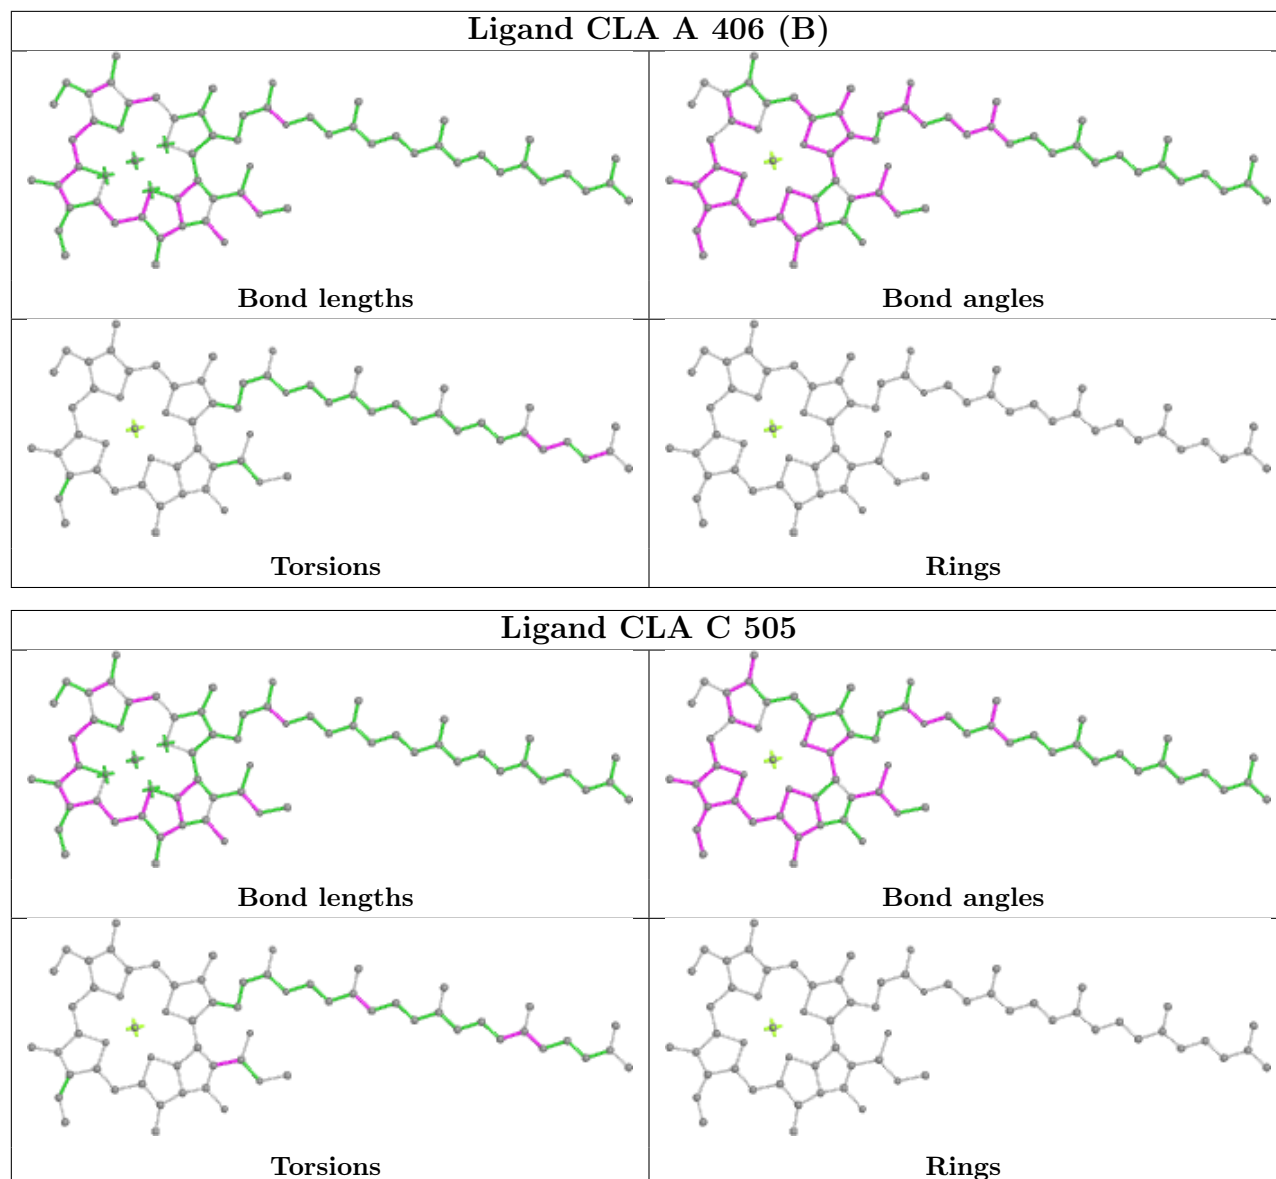 Ligand CLA A 406 (B)
Bond lengths
Bond angles
Torsions
Rings
Ligand CLA C 505
Bond lengths
Bond angles
Torsions
Rings